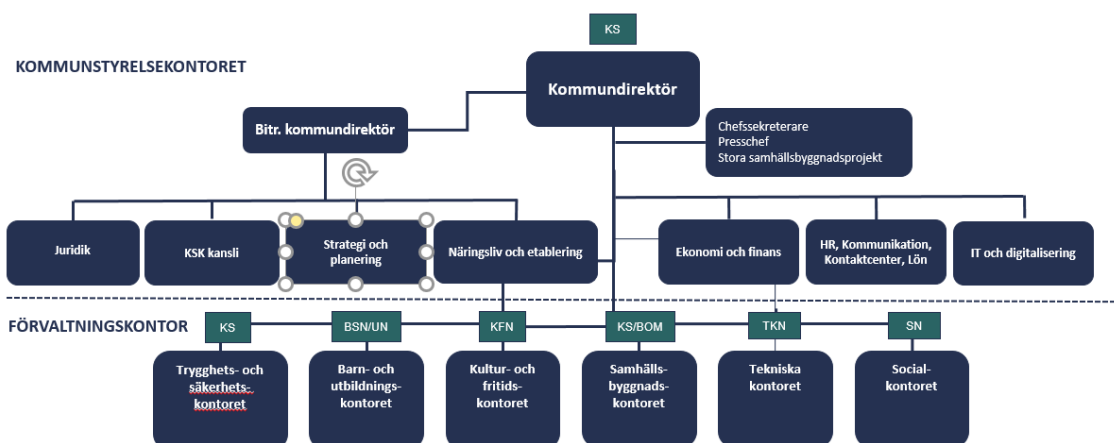 KS
KOMMUNSTYRELSEKONTORET
Kommundirektör
Bitr. kommundirektör
Chefssekreterare
Presschef
Stora samhällsbyggnadsprojekt
Juridik
KSK kansli
Strategi och
planering
Näringsliv och etablering
Ekonomi och finans
HR, Kommunikation,
Kontaktcenter, Lön
IT och digitalisering
FÖRVALTNINGSKONTOR
KS
BSN/UN
KFN
KS/BOM
TKN
SN
Trygghets- och
säkerhets-
kontoret
Barn- och
utbildnings-
kontoret
Kultur- och
fritids-
kontoret
Samhälls-
byggnads-
kontoret
Tekniska
kontoret
Social-
kontoret